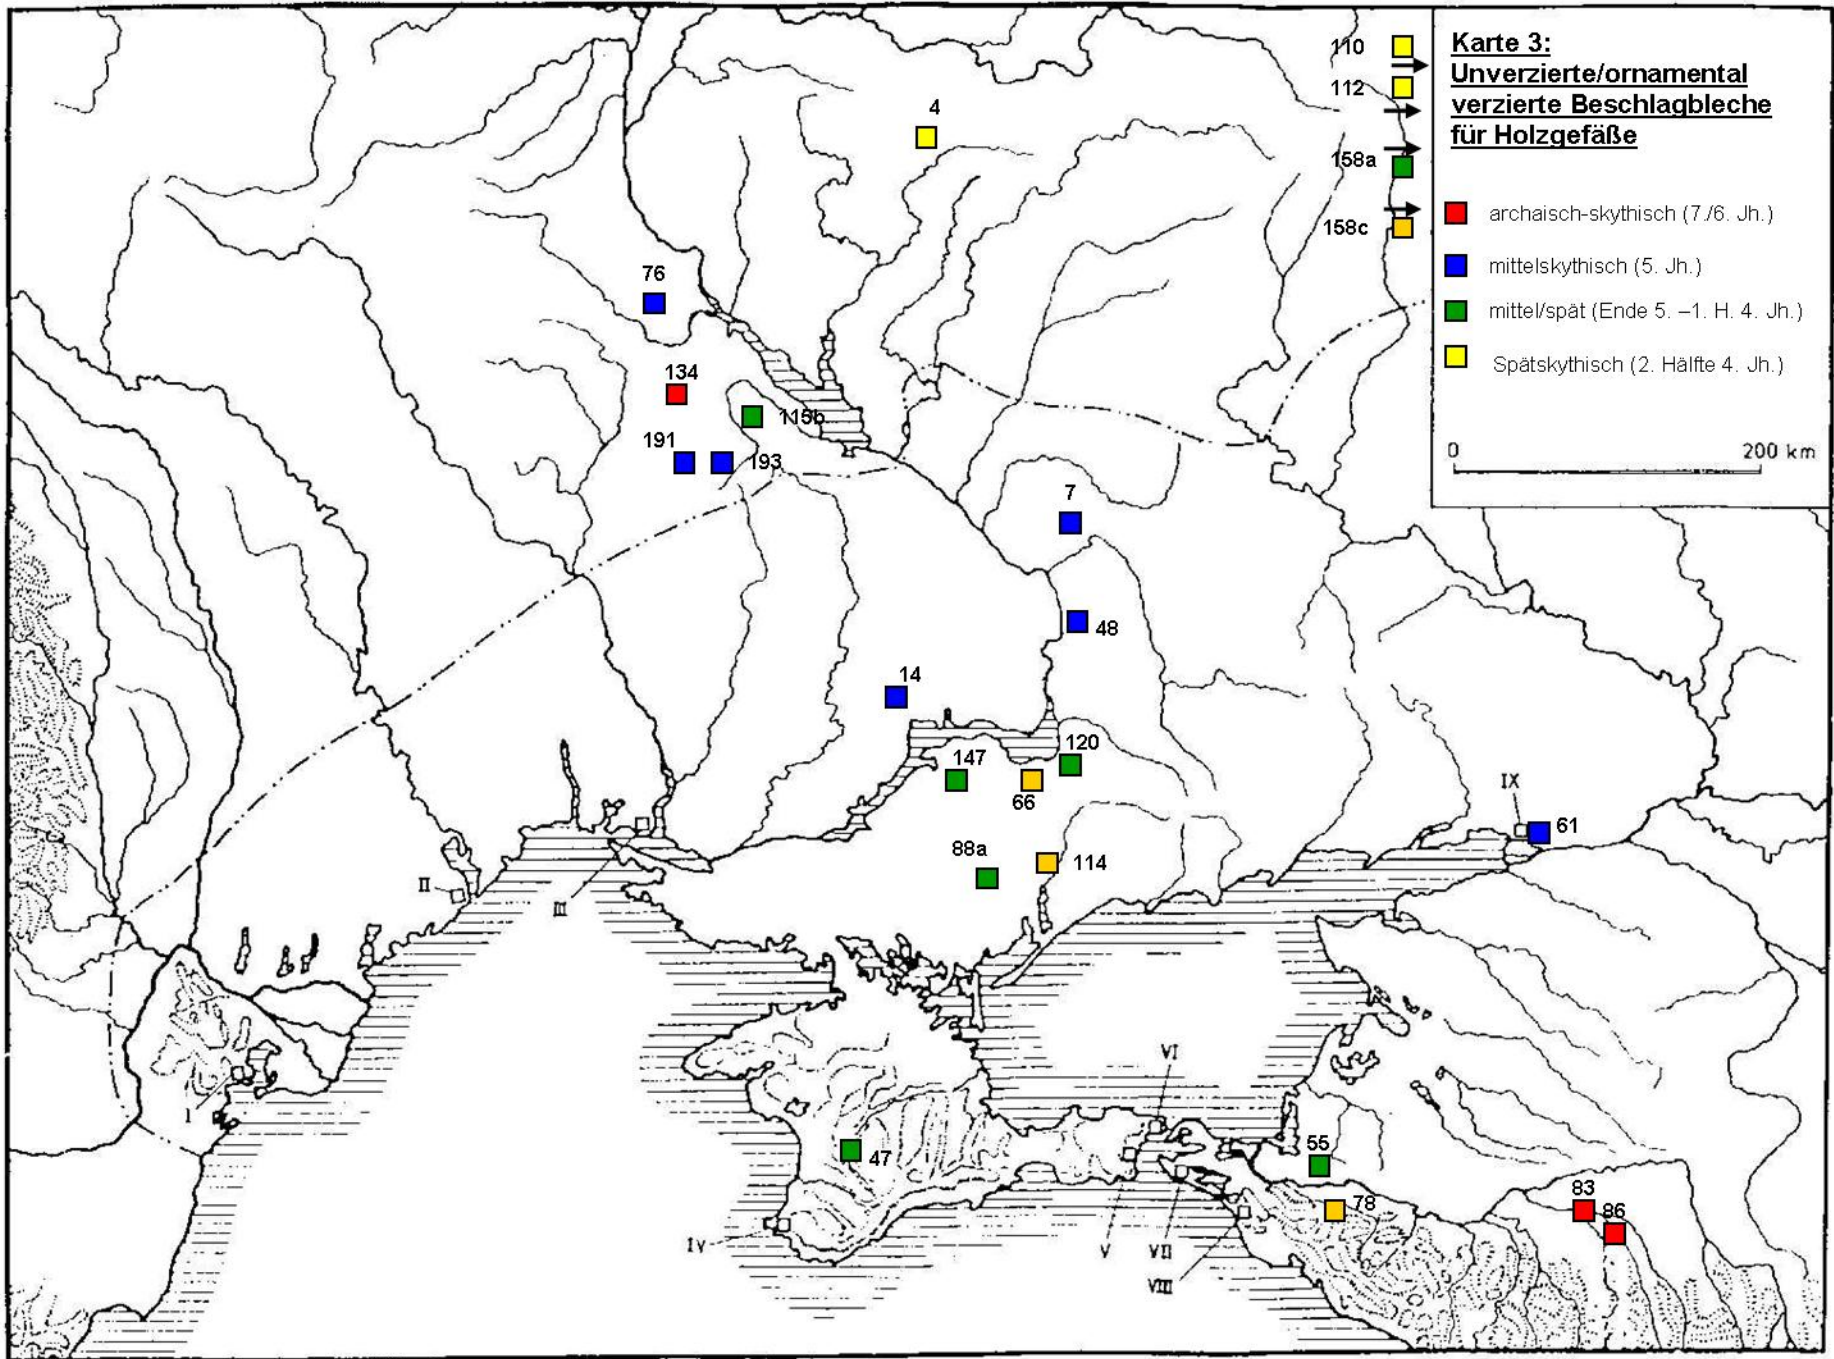 Karte 3:
Unverzierte/ornamental
verzierte Beschlagbleche
für Holzgefäße
archaisch-skythisch (7./6. Jh.)
mittelskythisch (5. Jh.)
mittel/spät (Ende 5. –1. H. 4. Jh.)
Spätskythisch (2. Hälfte 4. Jh.)
0 200 km
110
112
158a
158c
4
76
134
115b
191
193
7
48
14
147
120
66
IX
61
88a
114
II
III
VI
I
55
47
83
78
86
IV
V
VII
VIII